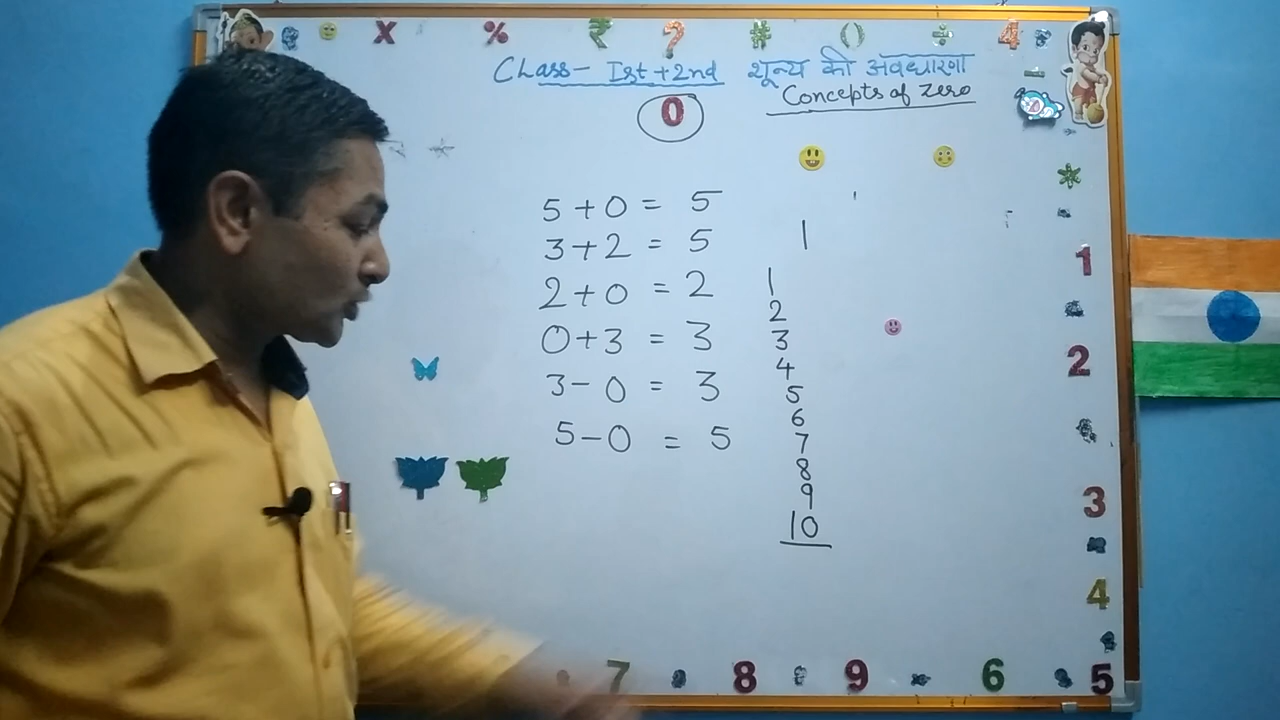 X % ₹ ? # () ÷ 4
Class- Ist+2nd शून्य की अवधारणा
Concepts of zero
0
5+0 = 5
3+2 = 5
1
2+0 = 2
0+3 = 3
3-0 = 3
5-0 = 5
1
2
3
4
5
6
7
8
9
10
1
2
3
4
7 8 9 6 5